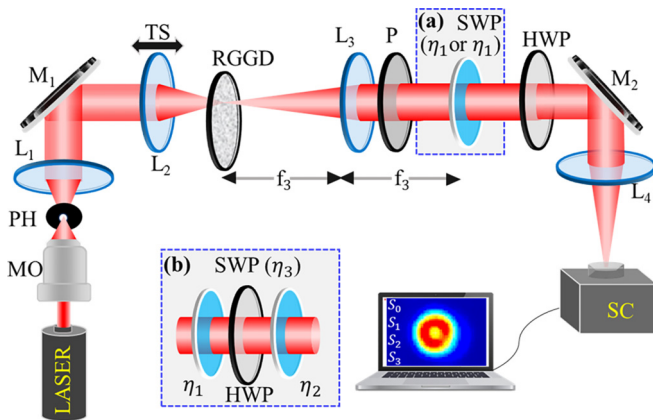 (a)
SWP
(η₁ or η₁)
TS
RGGD
L₃
P
HWP
M₁
M₂
L₁
L₂
f₃
f₃
L₄
PH
MO
(b)
SWP (η₃)
η₁
HWP
η₂
LASER
S₀
S₁
S₂
S₃
SC